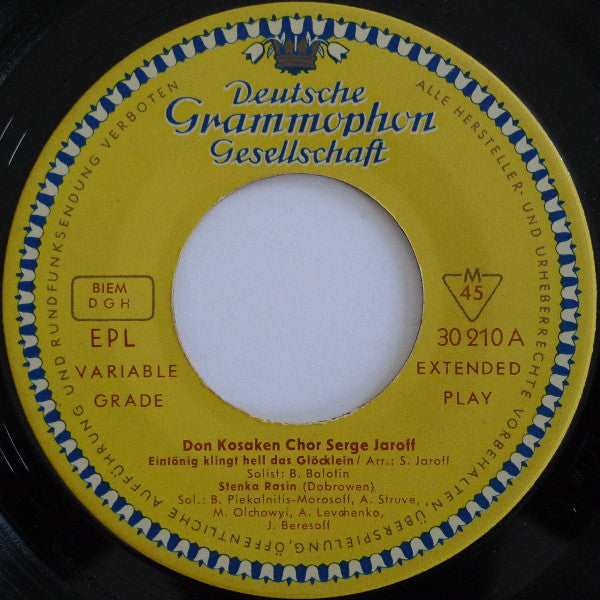 Deutsche
Grammophon
Gesellschaft
ALLE HERSTELLER- UND URHEBERRECHTE VORBEHALTEN, ÜBERSPIELUNG, ÖFFENTLICHE AUFFÜHRUNG UND RUNDFUNKSENDUNG VERBOTEN
BIEM
DGH
M
45
EPL
30 210 A
VARIABLE
EXTENDED
GRADE
PLAY
Don Kosaken Chor Serge Jaroff
Eintönig klingt hell das Glöcklein / Arr.: S. Jaroff
Solist: B. Bolotin
Stenka Rasin (Dobrowen)
Sol.: B. Piekalnitis-Morosoff, A. Struve,
M. Olchowyi, A. Levahenko,
J. Beresoff